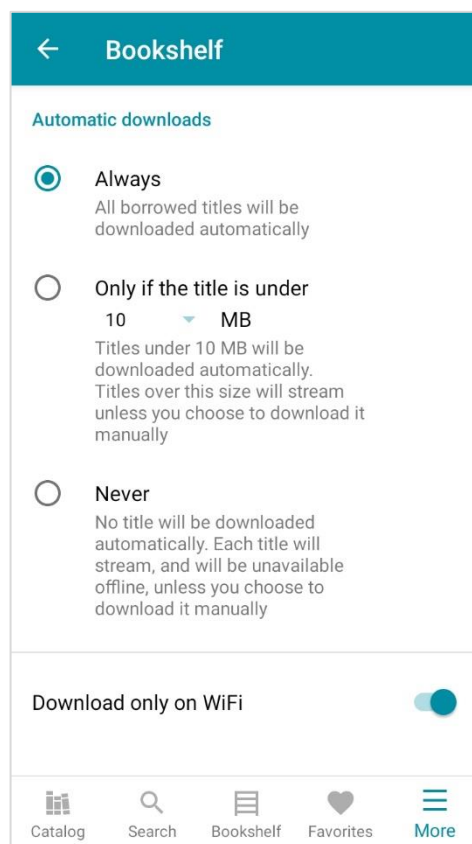 Bookshelf
Automatic downloads
Always
All borrowed titles will be
downloaded automatically
Only if the title is under
10 MB
Titles under 10 MB will be
downloaded automatically.
Titles over this size will stream
unless you choose to download it
manually
Never
No title will be downloaded
automatically. Each title will
stream, and will be unavailable
offline, unless you choose to
download it manually
Download only on WiFi
Catalog Search Bookshelf Favorites More